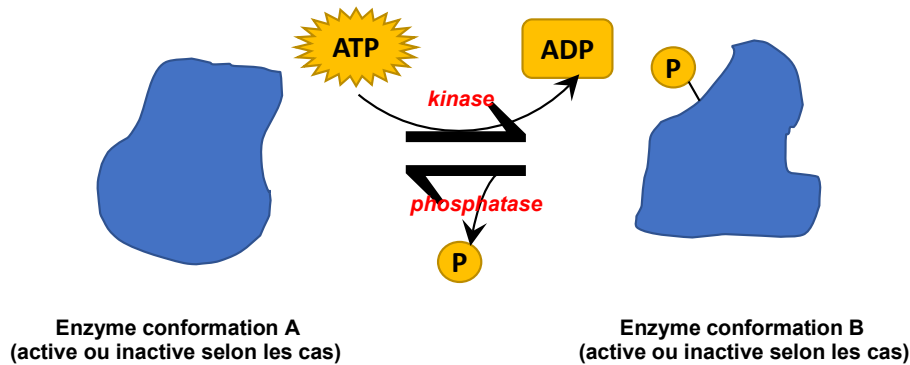 ATP
ADP
P
kinase
phosphatase
P
Enzyme conformation A
(active ou inactive selon les cas)
Enzyme conformation B
(active ou inactive selon les cas)